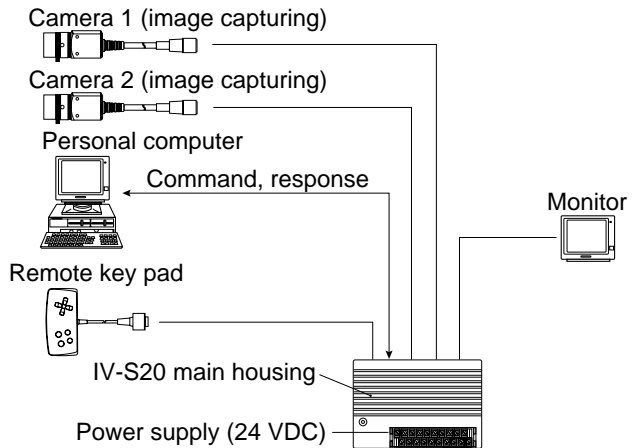 Camera 1 (image capturing)
Camera 2 (image capturing)
Personal computer
Command, response
Monitor
Remote key pad
IV-S20 main housing
Power supply (24 VDC)